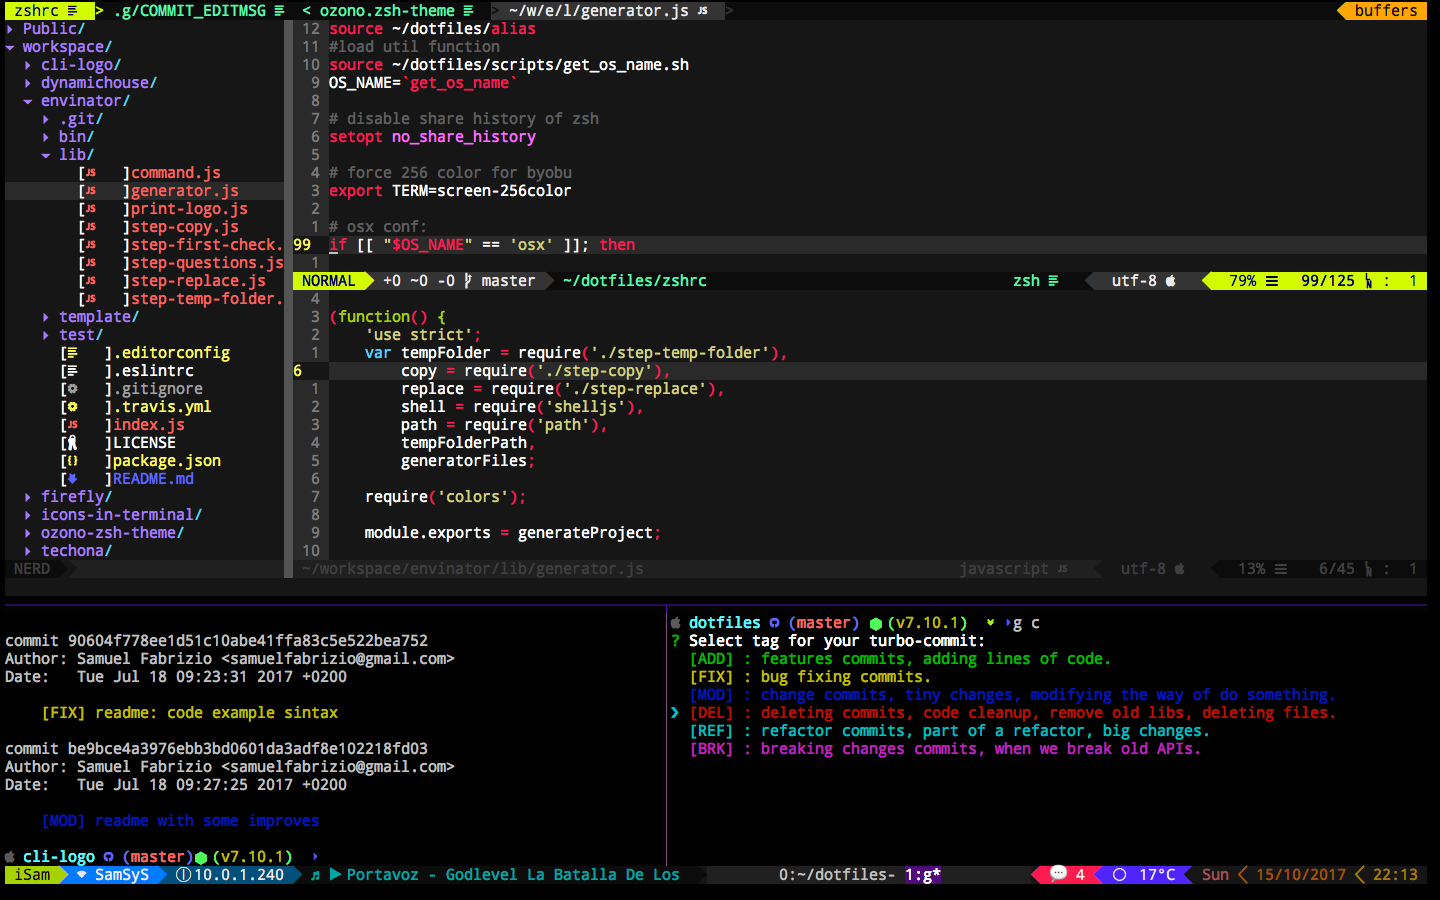 zshrc > .g/COMMIT_EDITMSG < ozono.zsh-theme > ~/w/e/l/generator.js > buffers
Public/
workspace/
cli-logo/
dynamichouse/
envinator/
.git/
bin/
lib/
[JS ]command.js
[JS ]generator.js
[JS ]print-logo.js
[JS ]step-copy.js
[JS ]step-first-check.
[JS ]step-questions.js
[JS ]step-replace.js
[JS ]step-temp-folder.
template/
test/
[ ].editorconfig
[ ].eslintrc
[ ].gitignore
[ ].travis.yml
[JS ]index.js
[ ]LICENSE
[{} ]package.json
[ ]README.md
firefly/
icons-in-terminal/
ozono-zsh-theme/
techona/
NERD
12 source ~/dotfiles/alias
11 #load util function
10 source ~/dotfiles/scripts/get_os_name.sh
9 OS_NAME=`get_os_name`
8
7 # disable share history of zsh
6 setopt no_share_history
5
4 # force 256 color for byobu
3 export TERM=screen-256color
2
1 # osx conf:
99 if [[ "$OS_NAME" == 'osx' ]]; then
1
NORMAL +0 ~0 -0 master ~/dotfiles/zshrc zsh utf-8 79% 99/125 : 1
4
3 (function() {
2 'use strict';
1 var tempFolder = require('./step-temp-folder'),
6 copy = require('./step-copy'),
1 replace = require('./step-replace'),
2 shell = require('shelljs'),
3 path = require('path'),
4 tempFolderPath,
5 generatorFiles;
6
7 require('colors');
8
9 module.exports = generateProject;
10
~/workspace/envinator/lib/generator.js javascript JS utf-8 13% 6/45 : 1
commit 90604f778ee1d51c10abe41ffa83c5e522bea752
Author: Samuel Fabrizio <samuelfabrizio@gmail.com>
Date: Tue Jul 18 09:23:31 2017 +0200
[FIX] readme: code example sintax
commit be9bce4a3976ebb3bd0601da3adf8e102218fd03
Author: Samuel Fabrizio <samuelfabrizio@gmail.com>
Date: Tue Jul 18 09:27:25 2017 +0200
[MOD] readme with some improves
cli-logo (master) (v7.10.1)
dotfiles (master) (v7.10.1) g c
? Select tag for your turbo-commit:
[ADD] : features commits, adding lines of code.
[FIX] : bug fixing commits.
[MOD] : change commits, tiny changes, modifying the way of do something.
❯ [DEL] : deleting commits, code cleanup, remove old libs, deleting files.
[REF] : refactor commits, part of a refactor, big changes.
[BRK] : breaking changes commits, when we break old APIs.
iSam SamSyS 10.0.1.240 ♬ ▶ Portavoz - Godlevel La Batalla De Los 0:~/dotfiles- 1:g* 4 17°C Sun 15/10/2017 22:13